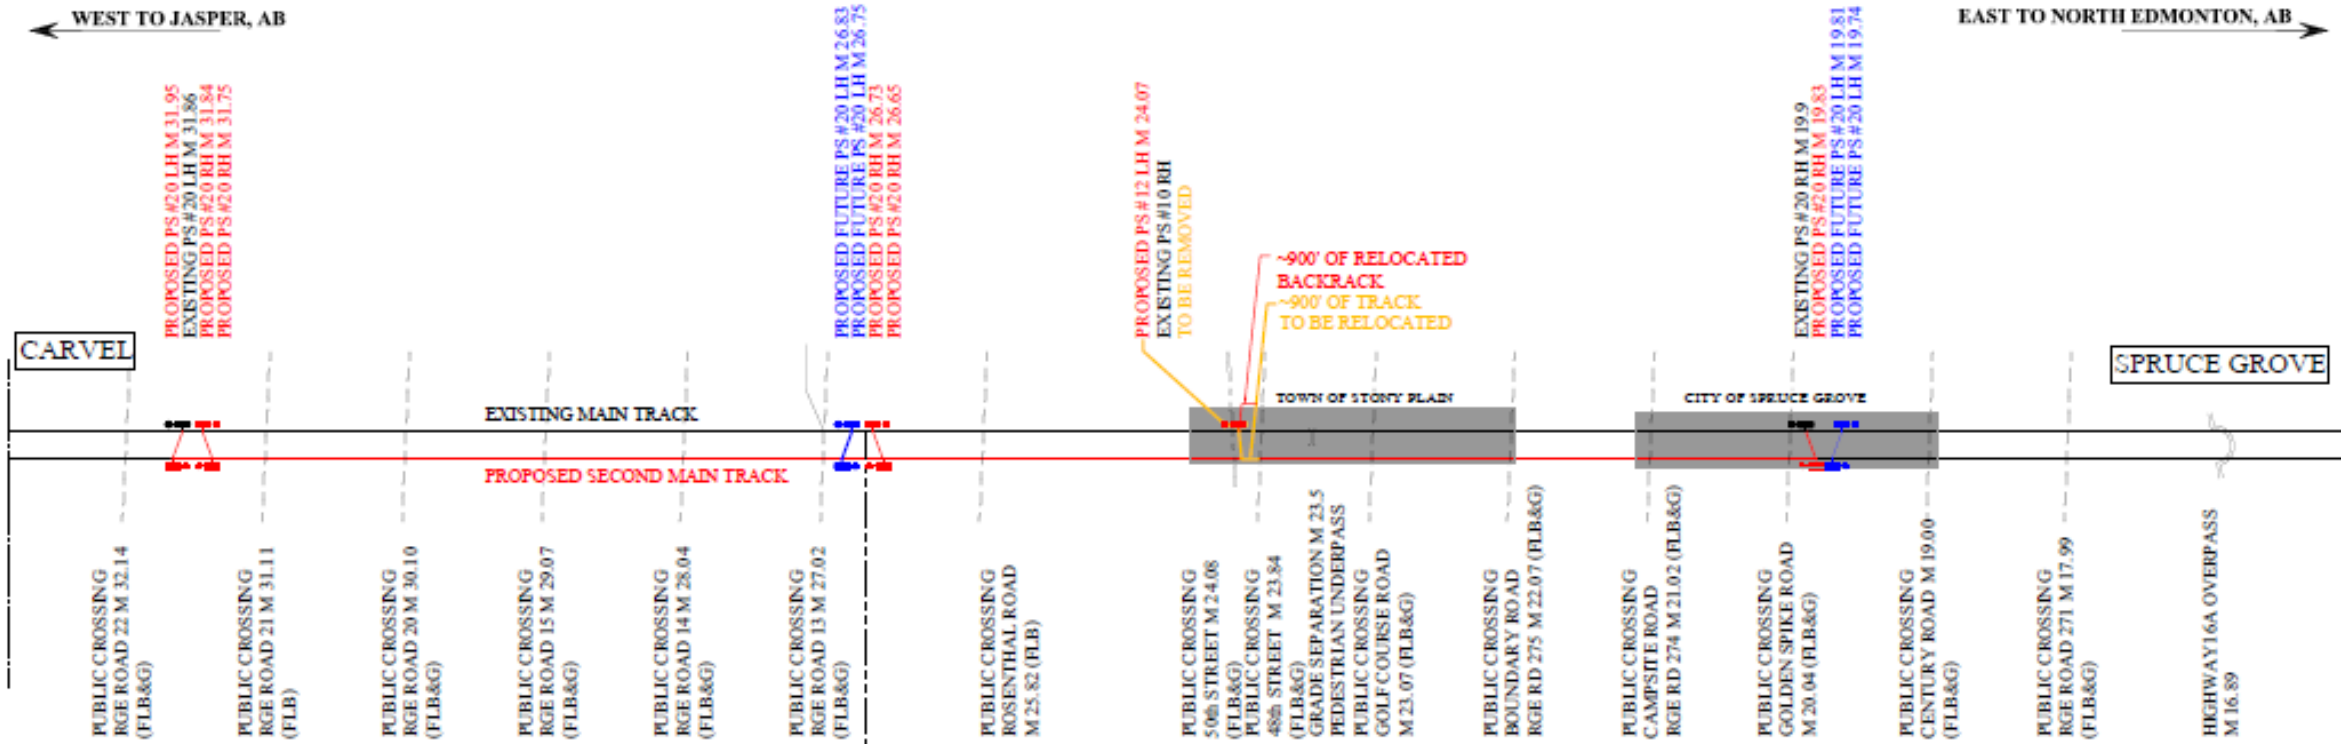 WEST TO JASPER, AB
EAST TO NORTH EDMONTON, AB
PROPOSED PS #20 LH M 31.95
EXISTING PS #20 LH M 31.86
PROPOSED PS #20 RH M 31.84
PROPOSED PS #20 RH M 31.75
PROPOSED FUTURE PS #20 LH M 26.83
PROPOSED FUTURE PS #20 LH M 26.75
PROPOSED PS #20 RH M 26.73
PROPOSED PS #20 RH M 26.65
PROPOSED PS #12 LH M 24.07
EXISTING PS #10 RH
TO BE REMOVED
~900' OF RELOCATED
BACKRACK
~900' OF TRACK
TO BE RELOCATED
EXISTING PS #20 RH M 19.9
PROPOSED PS #20 RH M 19.83
PROPOSED FUTURE PS #20 LH M 19.81
PROPOSED FUTURE PS #20 LH M 19.74
CARVEL
SPRUCE GROVE
EXISTING MAIN TRACK
TOWN OF STONY PLAIN
CITY OF SPRUCE GROVE
PROPOSED SECOND MAIN TRACK
PUBLIC CROSSING
RGE ROAD 22 M 32.14
(FLB&G)
PUBLIC CROSSING
RGE ROAD 21 M 31.11
(FLB)
PUBLIC CROSSING
RGE ROAD 20 M 30.10
(FLB&G)
PUBLIC CROSSING
RGE ROAD 15 M 29.07
(FLB&G)
PUBLIC CROSSING
RGE ROAD 14 M 28.04
(FLB&G)
PUBLIC CROSSING
RGE ROAD 13 M 27.02
(FLB&G)
PUBLIC CROSSING
ROSENTHAL ROAD
M 25.82 (FLB)
PUBLIC CROSSING
50th STREET M 24.08
(FLB&G)
PUBLIC CROSSING
48th STREET M 23.84
(FLB&G)
GRADE SEPARATION M 23.5
PEDESTRIAN UNDERPASS
PUBLIC CROSSING
GOLF COURSE ROAD
M 23.07 (FLB&G)
PUBLIC CROSSING
BOUNDARY ROAD
RGE RD 275 M 22.07 (FLB&G)
PUBLIC CROSSING
CAMPSITE ROAD
RGE RD 274 M 21.02 (FLB&G)
PUBLIC CROSSING
GOLDEN SPIKE ROAD
M 20.04 (FLB&G)
PUBLIC CROSSING
CENTURY ROAD M 19.00
(FLB&G)
PUBLIC CROSSING
RGE ROAD 271 M 17.99
(FLB&G)
HIGHWAY16A OVERPASS
M 16.89